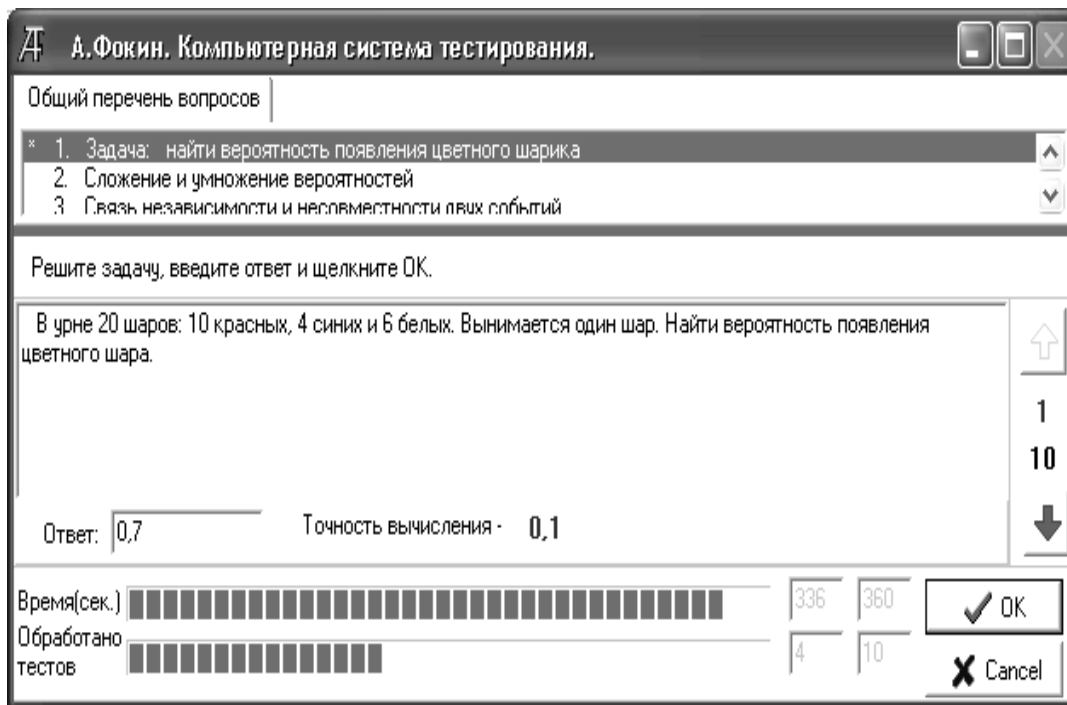 А.Фокин. Компьютерная система тестирования.
Общий перечень вопросов
* 1. Задача: найти вероятность появления цветного шарика
2. Сложение и умножение вероятностей
3 Связь независимости и несовместности двух событий
Решите задачу, введите ответ и щелкните ОК.
В урне 20 шаров: 10 красных, 4 синих и 6 белых. Вынимается один шар. Найти вероятность появления
цветного шара.
1
10
Ответ: 0,7 Точность вычисления - 0,1
Время(сек.) 336 360 OK
Обработано
тестов 4 10 Cancel